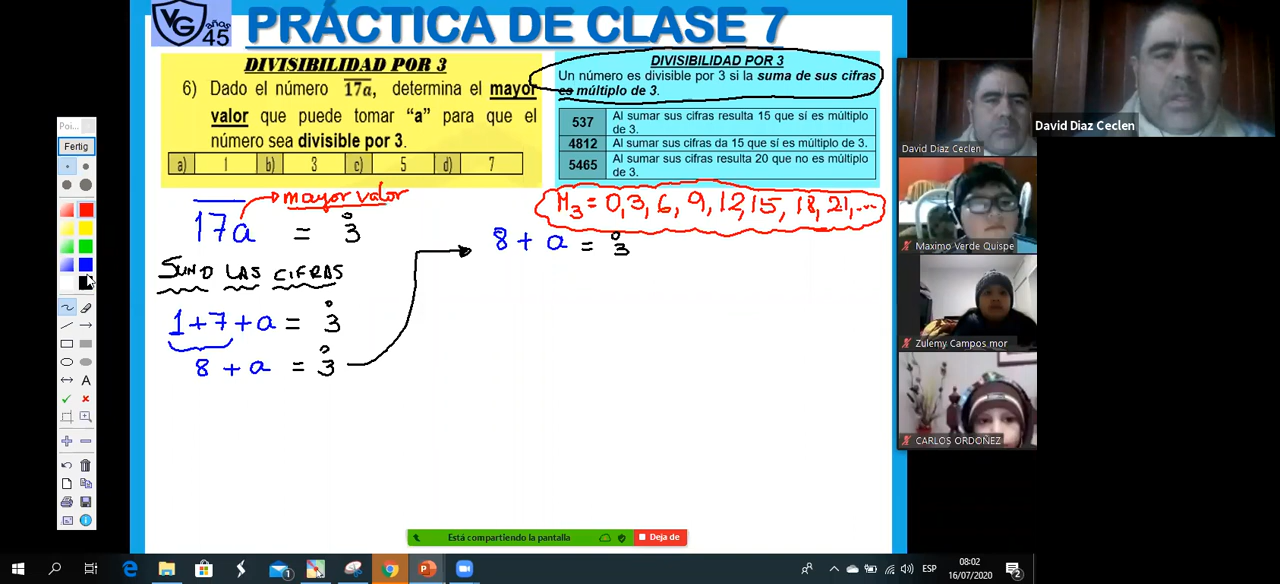 VG
años
45
PRÁCTICA DE CLASE 7
DIVISIBILIDAD POR 3
6) Dado el número 17a, determina el mayor
valor que puede tomar “a” para que el
número sea divisible por 3.
a) 1 b) 3 c) 5 d) 7
DIVISIBILIDAD POR 3
Un número es divisible por 3 si la suma de sus cifras
es múltiplo de 3.
537 Al sumar sus cifras resulta 15 que sí es múltiplo
de 3.
4812 Al sumar sus cifras da 15 que sí es múltiplo de 3.
5465 Al sumar sus cifras resulta 20 que no es múltiplo
de 3.
mayor valor
17a = 3
SUMO LAS CIFRAS
1+7+a = 3
8 + a = 3
M3 = 0, 3, 6, 9, 12, 15, 18, 21, ...
8 + a = 3
Poi...
Fertig
A
David Diaz Ceclen
David Diaz Ceclen
Maximo Verde Quispe
Zulemy Campos mor
CARLOS ORDOÑEZ
Está compartiendo la pantalla
Deja de
ESP
08:02
16/07/2020